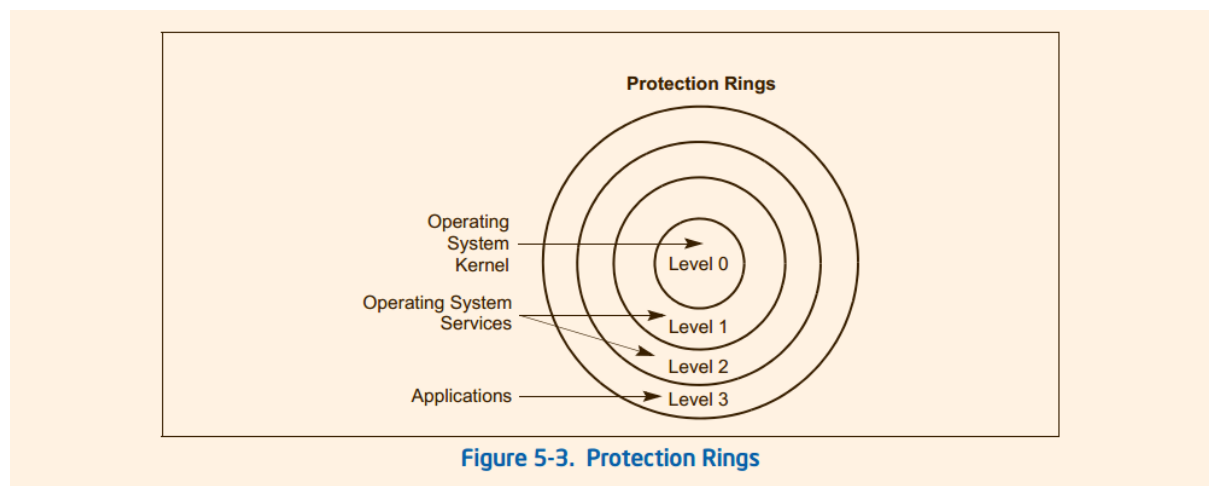 Protection Rings
Operating
System
Kernel
Level 0
Operating System
Services
Level 1
Level 2
Applications
Level 3
Figure 5-3.  Protection Rings